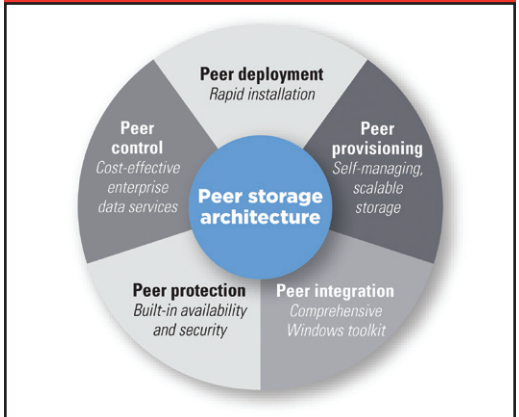 Peer deployment
Rapid installation
Peer
provisioning
Self-managing,
scalable
storage
Peer integration
Comprehensive
Windows toolkit
Peer protection
Built-in availability
and security
Peer
control
Cost-effective
enterprise
data services
Peer storage
architecture